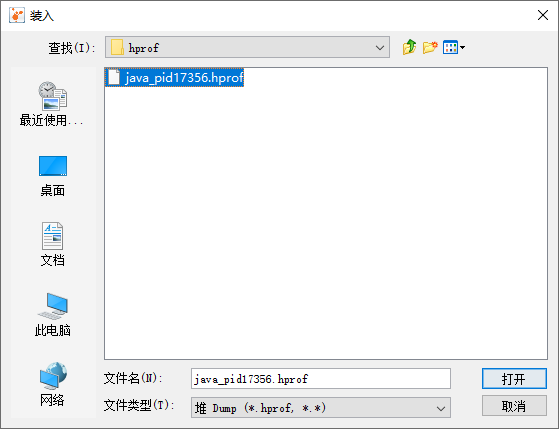 装入
查找(I):
hprof
java_pid17356.hprof
最近使用...
桌面
文档
此电脑
网络
文件名(N):
java_pid17356.hprof
打开
文件类型(T):
堆 Dump (*.hprof, *.*)
取消